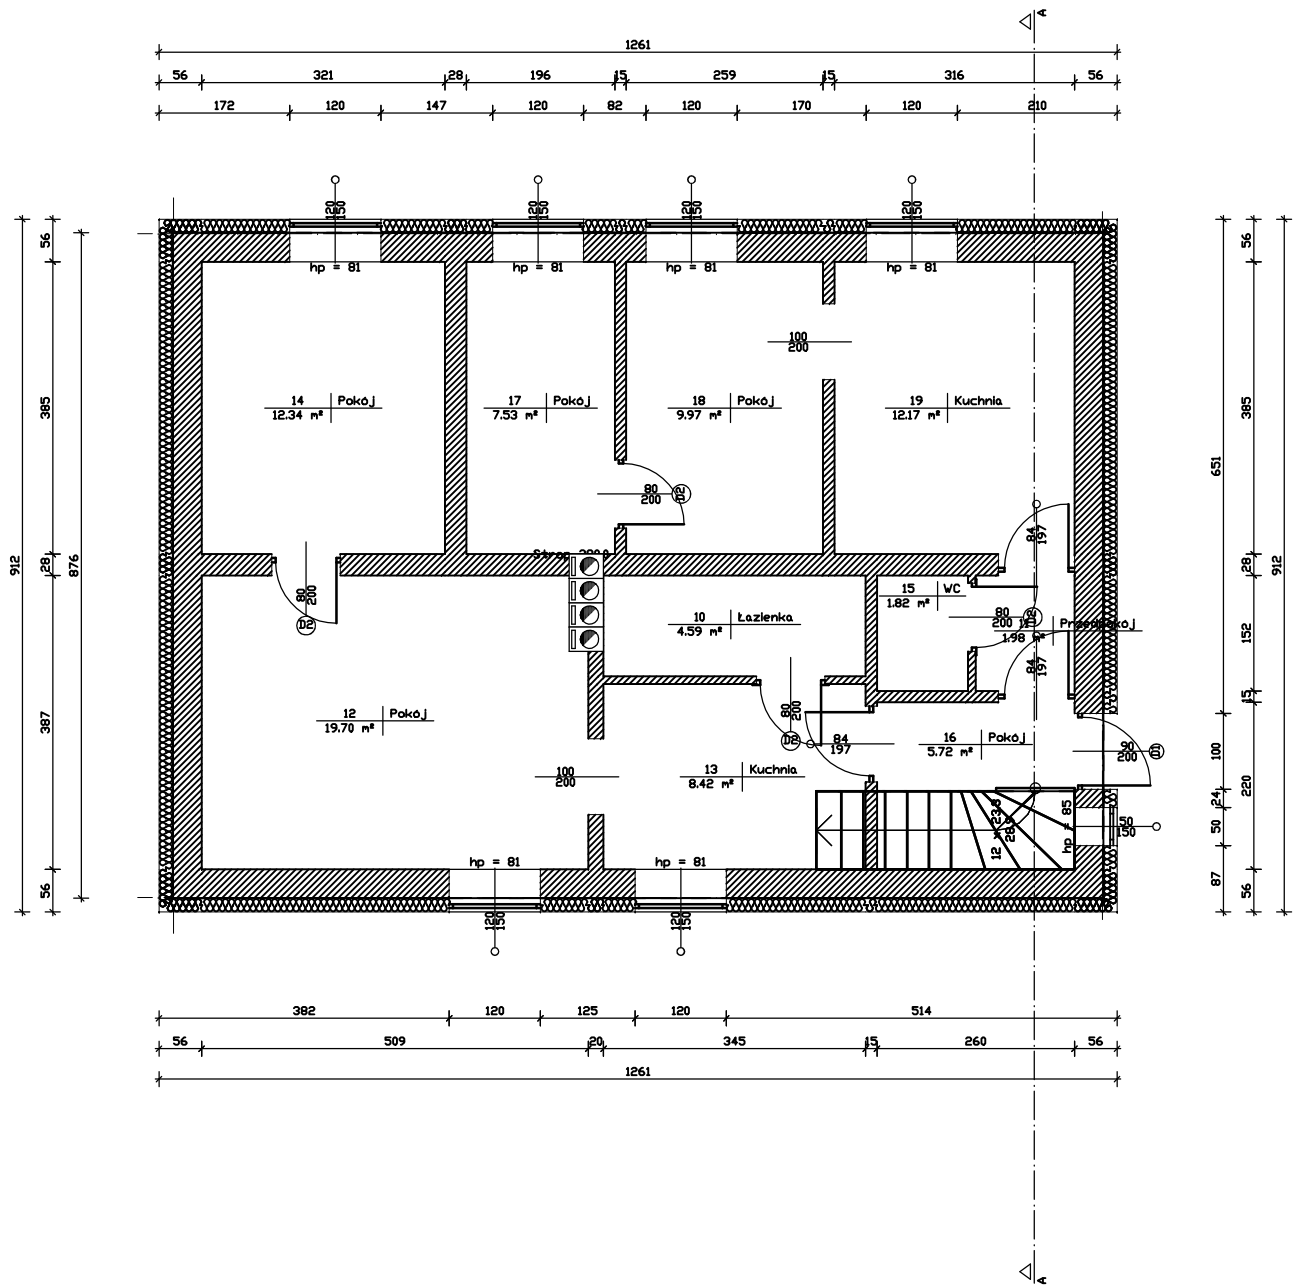 A
1261
56 321 28 196 15 259 15 316 56
172 120 147 120 82 120 170 120 210
120 150
120 150
120 150
120 150
hp = 81
hp = 81
hp = 81
hp = 81
56
56
100
200
385
385
14 Pokój
12.34 m²
17 Pokój
7.53 m²
18 Pokój
9.97 m²
19 Kuchnia
12.17 m²
651
80
200
D2
84
197
Strop
912
876
28
28
912
80
200
D2
15 WC
1.82 m²
80
200
D2
10 Łazienka
4.59 m²
11 Przedpokój
1.98 m²
152
84
197
15
387
12 Pokój
19.70 m²
80
200
D2
84
197
16 Pokój
5.72 m²
90
200
D1
100
220
100
200
13 Kuchnia
8.42 m²
24
12 x 23.8
28.9
hp = 85
50
150
50
hp = 81
hp = 81
87
56
56
120 150
120 150
382 120 125 120 514
56 509 20 345 15 260 56
1261
A